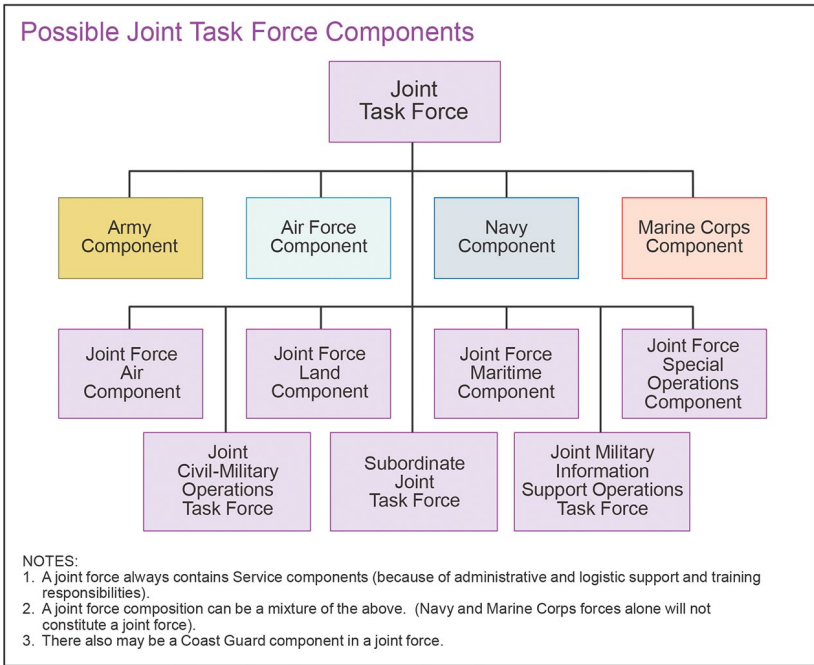 Possible Joint Task Force Components
Joint
Task Force
Army
Component
Air Force
Component
Navy
Component
Marine Corps
Component
Joint Force
Air
Component
Joint Force
Land
Component
Joint Force
Maritime
Component
Joint Force
Special
Operations
Component
Joint
Civil-Military
Operations
Task Force
Subordinate
Joint
Task Force
Joint Military
Information
Support Operations
Task Force
NOTES:
1. A joint force always contains Service components (because of administrative and logistic support and training
responsibilities).
2. A joint force composition can be a mixture of the above. (Navy and Marine Corps forces alone will not
constitute a joint force).
3. There also may be a Coast Guard component in a joint force.